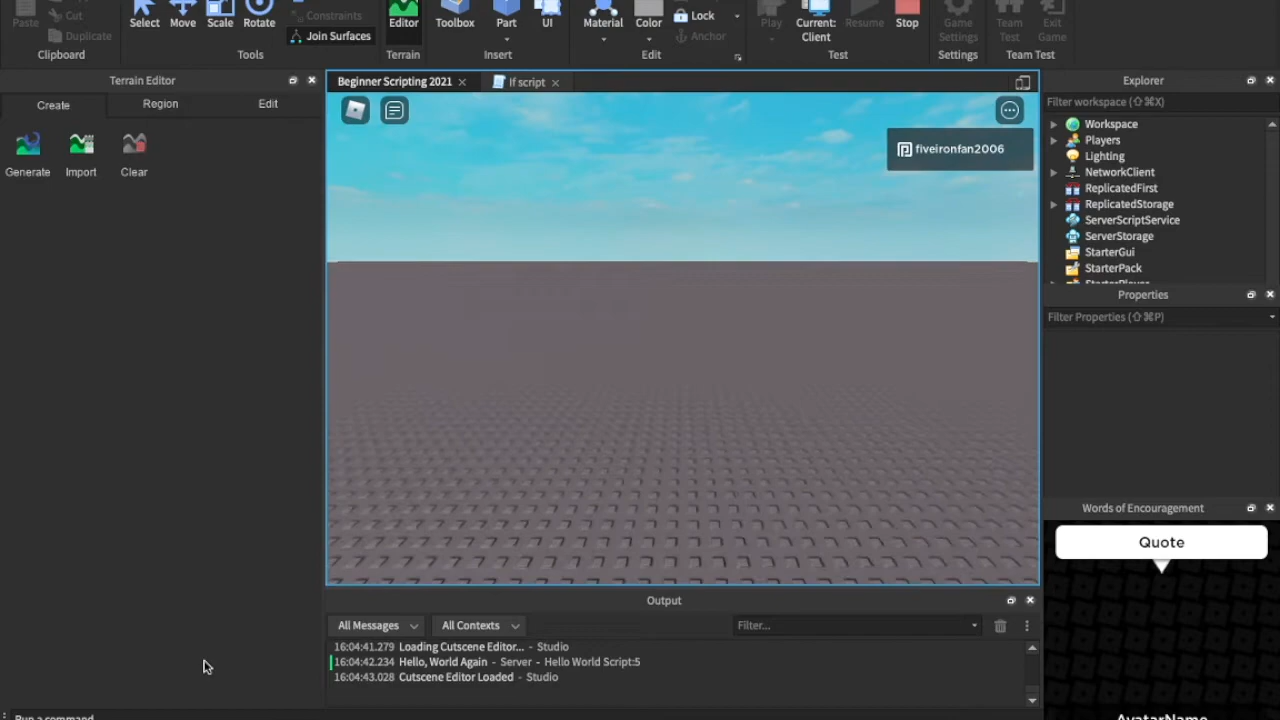 Paste
Cut
Duplicate
Clipboard
Select
Move
Scale
Rotate
Constraints
Join Surfaces
Tools
Editor
Terrain
Toolbox
Part
UI
Insert
Material
Color
Lock
Anchor
Edit
Play
Current:
Client
Resume
Stop
Test
Game
Settings
Settings
Team
Test
Exit
Game
Team Test
Terrain Editor
Create
Region
Edit
Generate
Import
Clear
Beginner Scripting 2021
If script
fiveironfan2006
Explorer
Filter workspace (⇧⌘X)
Workspace
Players
Lighting
NetworkClient
ReplicatedFirst
ReplicatedStorage
ServerScriptService
ServerStorage
StarterGui
StarterPack
StarterPlayer
Properties
Filter Properties (⇧⌘P)
Words of Encouragement
Quote
AvatarName
Output
All Messages
All Contexts
Filter...
16:04:41.279 Loading Cutscene Editor... - Studio
16:04:42.234 Hello, World Again - Server - Hello World Script:5
16:04:43.028 Cutscene Editor Loaded - Studio
Run a command